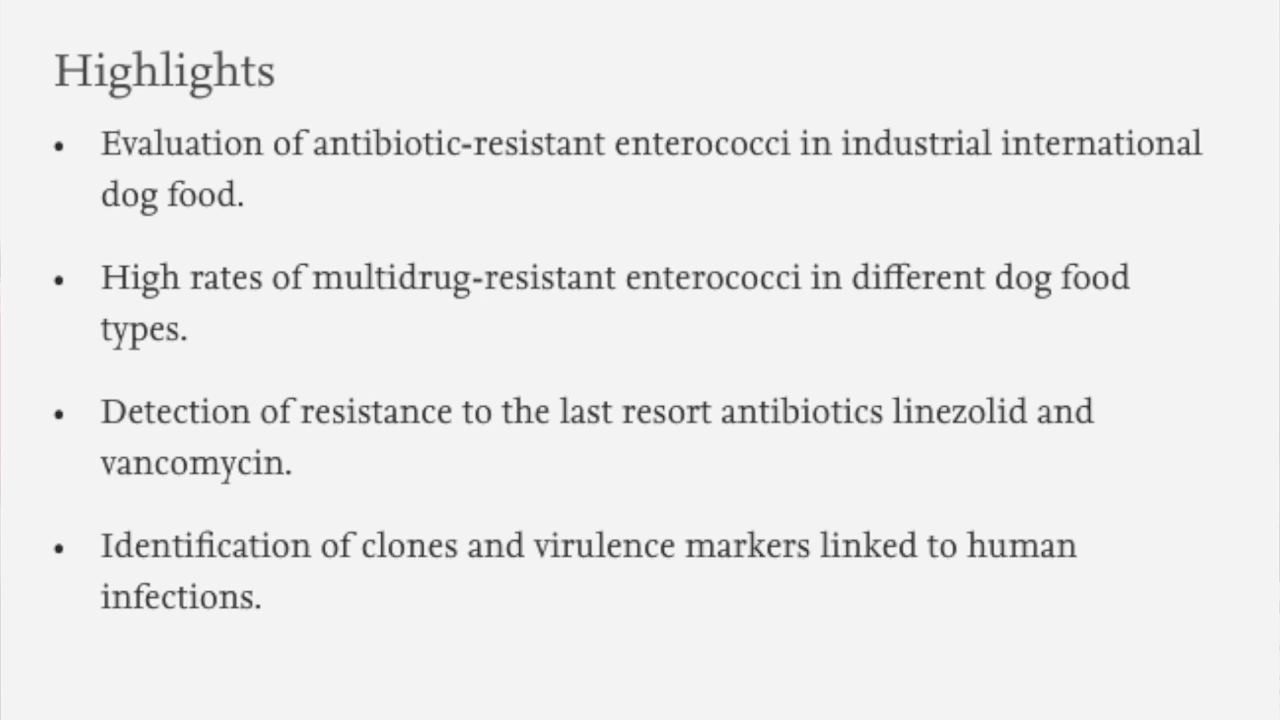 Highlights
• Evaluation of antibiotic-resistant enterococci in industrial international
dog food.
• High rates of multidrug-resistant enterococci in different dog food
types.
• Detection of resistance to the last resort antibiotics linezolid and
vancomycin.
• Identification of clones and virulence markers linked to human
infections.